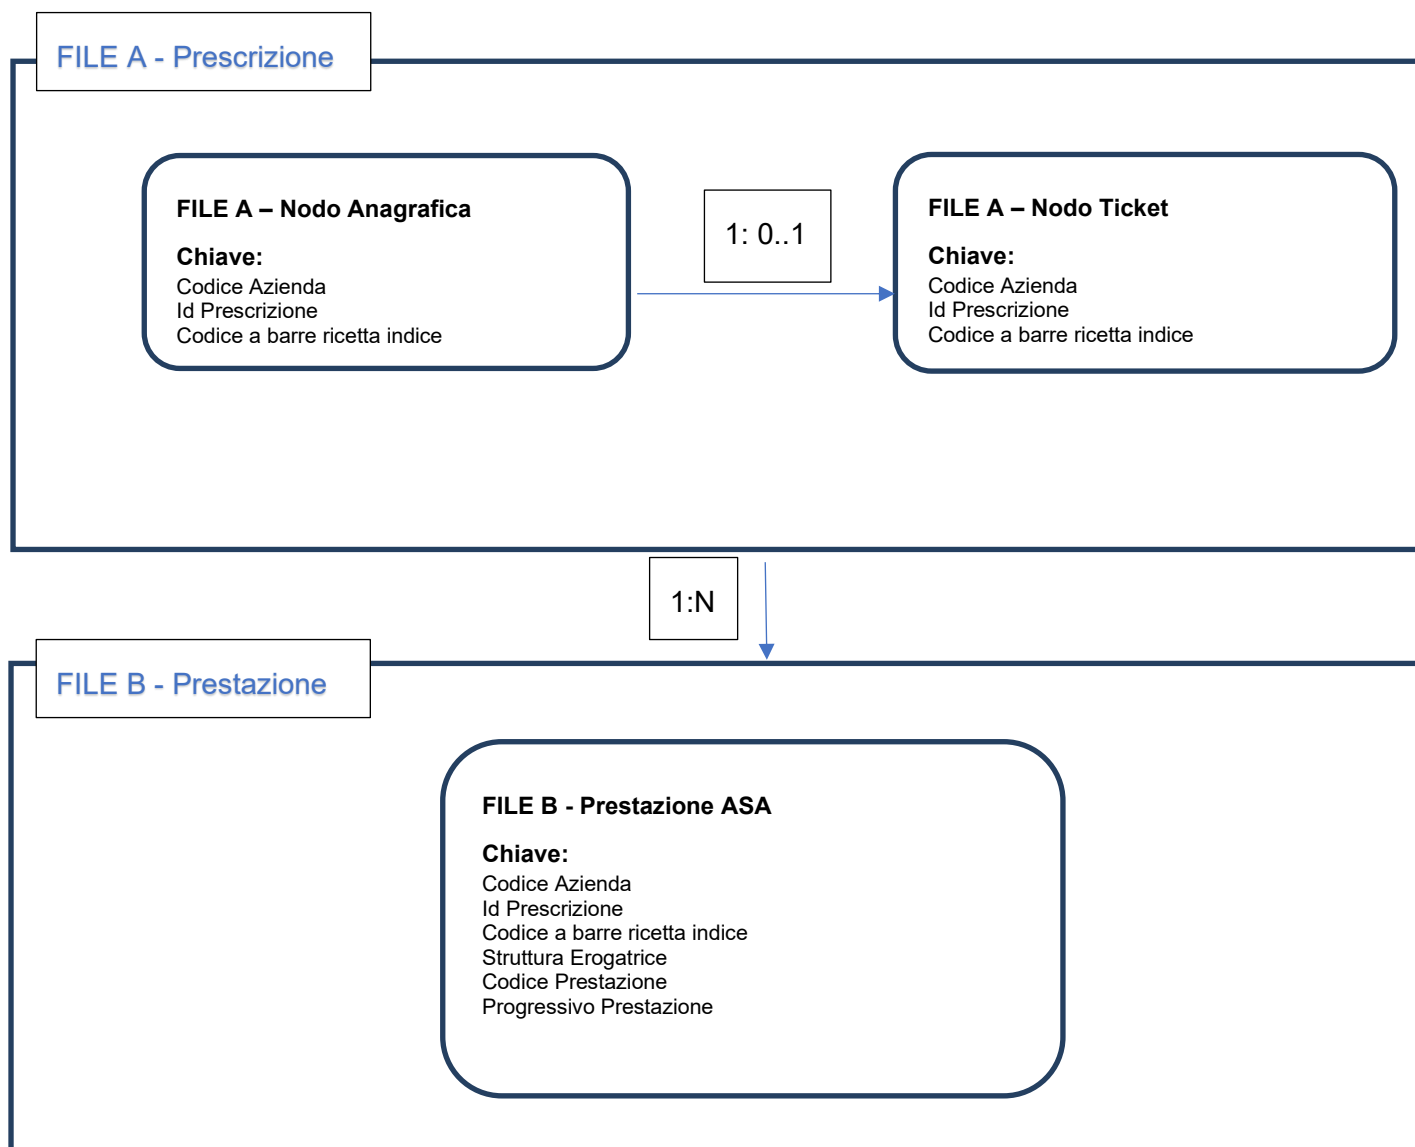 FILE A - Prescrizione
FILE A – Nodo Anagrafica
Chiave:
Codice Azienda
Id Prescrizione
Codice a barre ricetta indice
1: 0..1
FILE A – Nodo Ticket
Chiave:
Codice Azienda
Id Prescrizione
Codice a barre ricetta indice
1:N
FILE B - Prestazione
FILE B - Prestazione ASA
Chiave:
Codice Azienda
Id Prescrizione
Codice a barre ricetta indice
Struttura Erogatrice
Codice Prestazione
Progressivo Prestazione